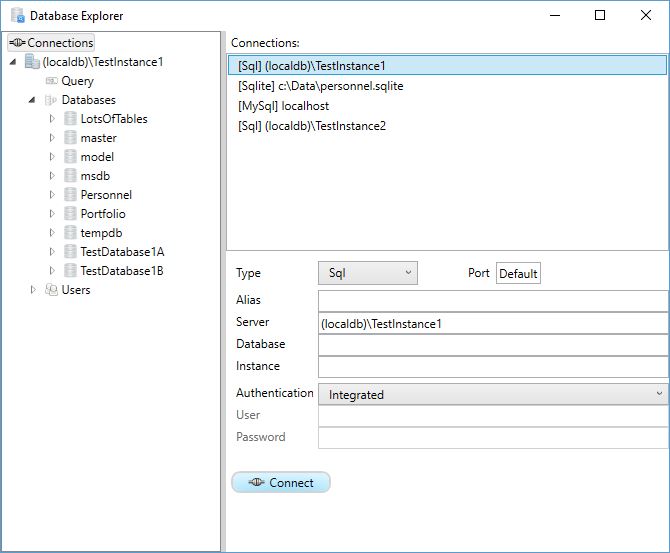 Database Explorer
Connections
(localdb)\TestInstance1
Query
Databases
LotsOfTables
master
model
msdb
Personnel
Portfolio
tempdb
TestDatabase1A
TestDatabase1B
Users
Connections:
[Sql] (localdb)\TestInstance1
[Sqlite] c:\Data\personnel.sqlite
[MySql] localhost
[Sql] (localdb)\TestInstance2
Type Sql Port Default
Alias
Server (localdb)\TestInstance1
Database
Instance
Authentication Integrated
User
Password
Connect